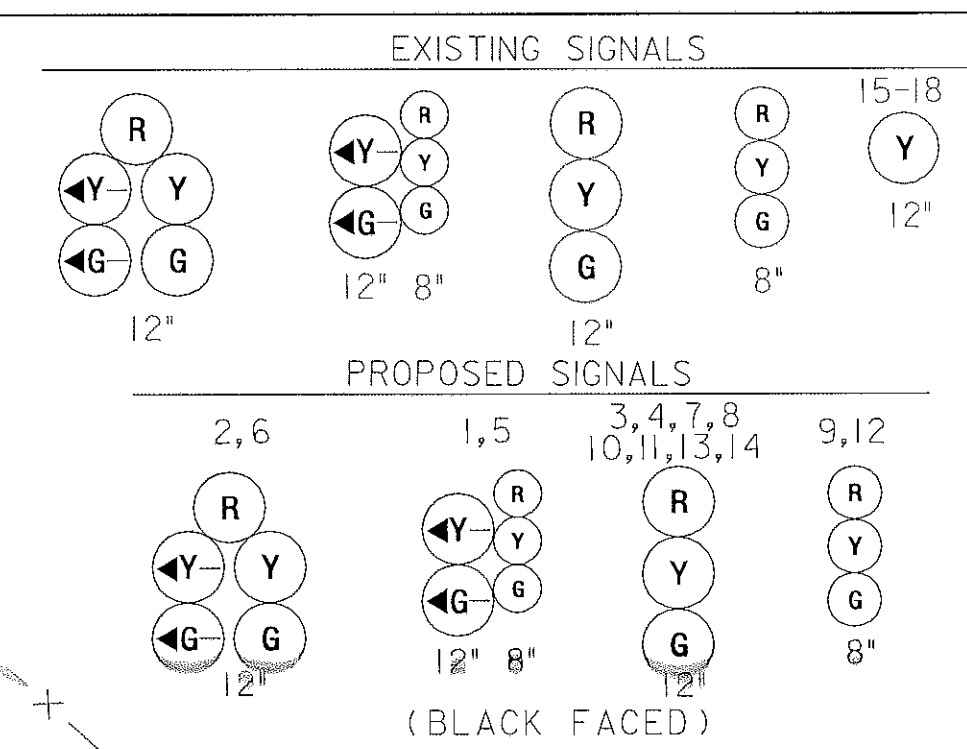 EXISTING SIGNALS
15-18
R
Y Y
G G
12"
R
Y Y
G G
12" 8"
R
Y
G
12"
R
Y
G
8"
Y
12"
PROPOSED SIGNALS
2,6
1,5
3,4,7,8
10,11,13,14
9,12
R
Y Y
G G
12"
R
Y Y
G G
12" 8"
R
Y
G
12"
R
Y
G
8"
(BLACK FACED)